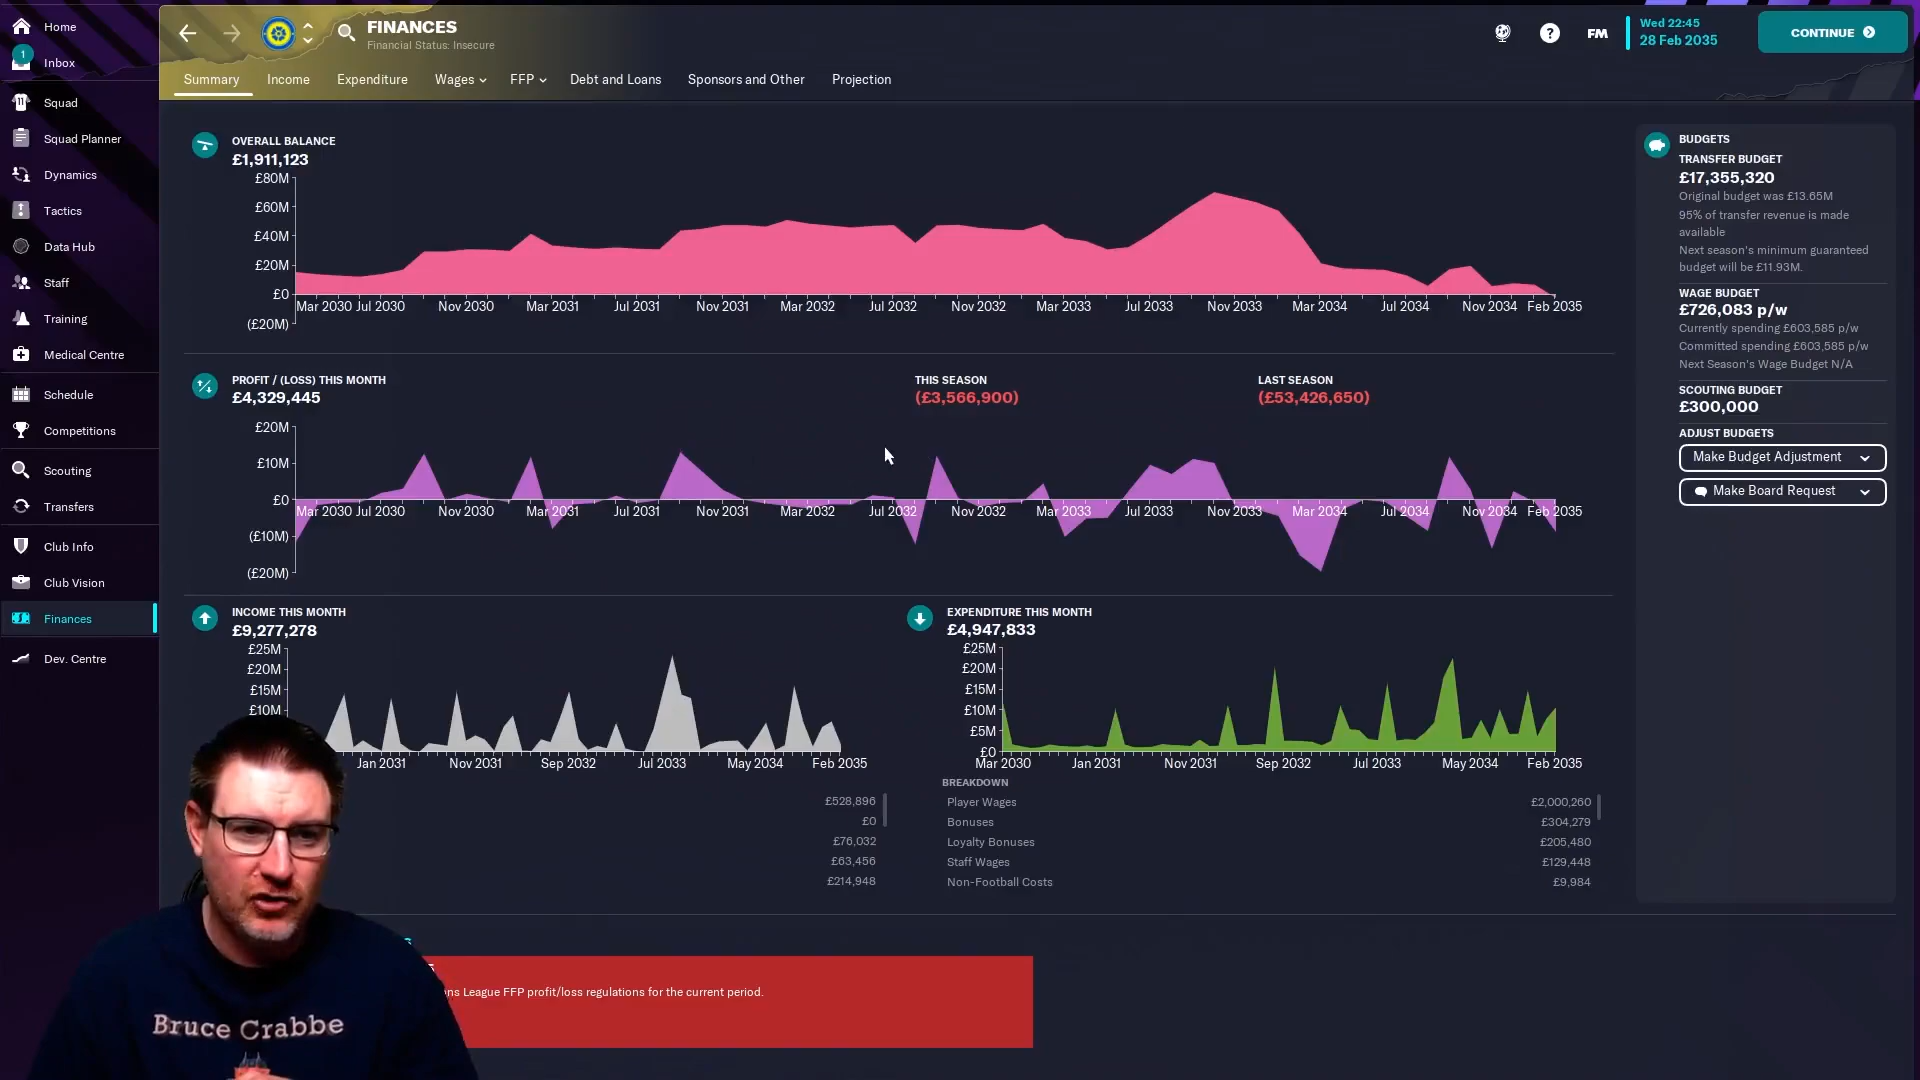 Home
1
Inbox
Squad
Squad Planner
Dynamics
Tactics
Data Hub
Staff
Training
Medical Centre
Schedule
Competitions
Scouting
Transfers
Club Info
Club Vision
Finances
Dev. Centre
FINANCES
Financial Status: Insecure
?
FM
Wed 22:45
28 Feb 2035
CONTINUE
Summary
Income
Expenditure
Wages
FFP
Debt and Loans
Sponsors and Other
Projection
OVERALL BALANCE
£1,911,123
£80M
£60M
£40M
£20M
£0
(£20M)
Mar 2030 Jul 2030 Nov 2030 Mar 2031 Jul 2031 Nov 2031 Mar 2032 Jul 2032 Nov 2032 Mar 2033 Jul 2033 Nov 2033 Mar 2034 Jul 2034 Nov 2034 Feb 2035
PROFIT / (LOSS) THIS MONTH
£4,329,445
THIS SEASON
(£3,566,900)
LAST SEASON
(£53,426,650)
£20M
£10M
£0
(£10M)
(£20M)
Mar 2030 Jul 2030 Nov 2030 Mar 2031 Jul 2031 Nov 2031 Mar 2032 Jul 2032 Nov 2032 Mar 2033 Jul 2033 Nov 2033 Mar 2034 Jul 2034 Nov 2034 Feb 2035
INCOME THIS MONTH
£9,277,278
£25M
£20M
£15M
£10M
Jan 2031 Nov 2031 Sep 2032 Jul 2033 May 2034 Feb 2035
£528,896
£0
£76,032
£63,456
£214,948
EXPENDITURE THIS MONTH
£4,947,833
£25M
£20M
£15M
£10M
£5M
£0
Mar 2030 Jan 2031 Nov 2031 Sep 2032 Jul 2033 May 2034 Feb 2035
BREAKDOWN
Player Wages £2,000,260
Bonuses £304,279
Loyalty Bonuses £205,480
Staff Wages £129,448
Non-Football Costs £9,984
BUDGETS
TRANSFER BUDGET
£17,355,320
Original budget was £13.65M
95% of transfer revenue is made
available
Next season's minimum guaranteed
budget will be £11.93M.
WAGE BUDGET
£726,083 p/w
Currently spending £603,585 p/w
Committed spending £603,585 p/w
Next Season's Wage Budget N/A
SCOUTING BUDGET
£300,000
ADJUST BUDGETS
Make Budget Adjustment
Make Board Request
League FFP profit/loss regulations for the current period.
Bruce Crabbe